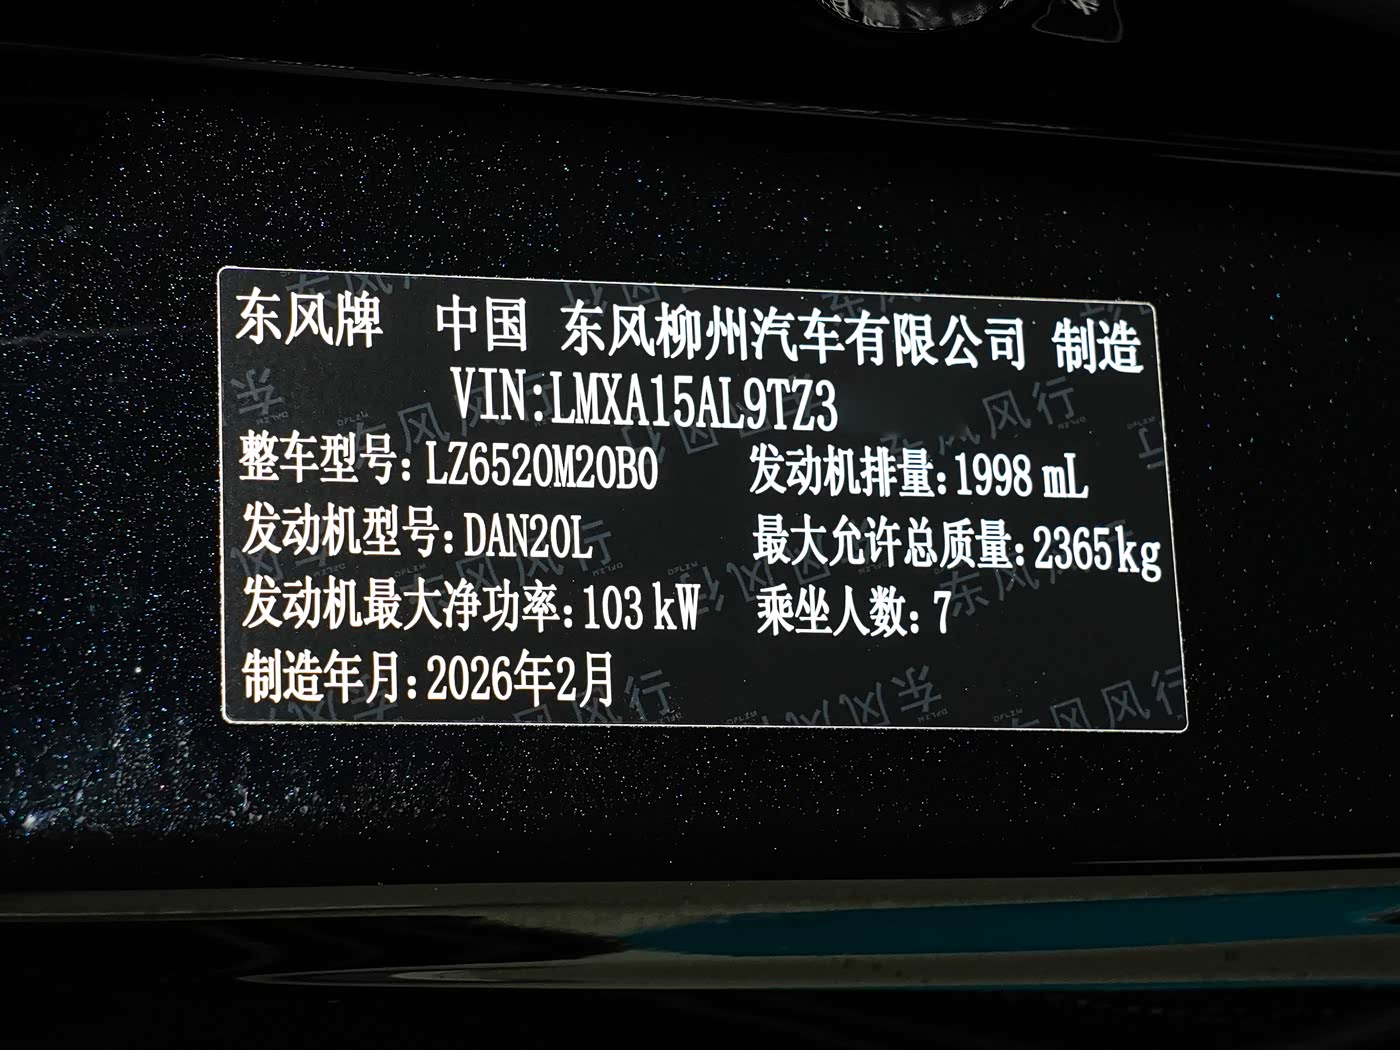 东风牌 中国 东风柳州汽车有限公司 制造
VIN:LMXA15AL9TZ3
整车型号:LZ6520M20B0 发动机排量:1998 mL
发动机型号:DAN20L 最大允许总质量:2365kg
发动机最大净功率:103 kW 乘坐人数:7
制造年月:2026年2月